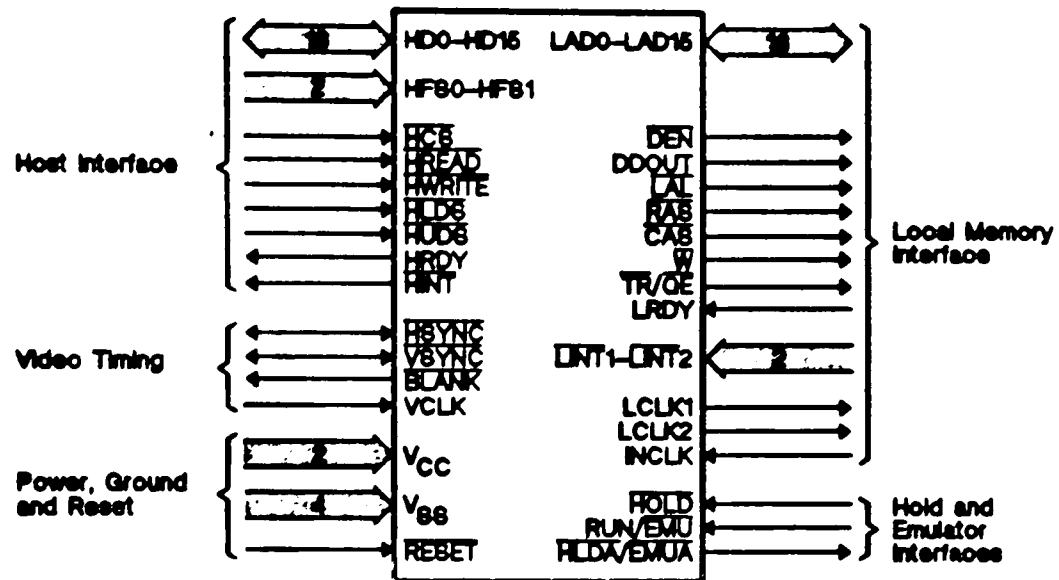 16 HD0-HD15 LAD0-LAD15 16
2 HFS0-HFS1
Host Interface
HCS DEN
HREAD DDOUT
HWRITE LAL
HLDS RAS
HUDS CAS
HRDY W
HINT TR/QE
LRDY
Local Memory
Interface
HSYNC
Video Timing
VSYNC LINT1-LINT2 2
BLANK
VCLK LCLK1
LCLK2
2 VCC INCLK
Power, Ground
and Reset
4 VSS HOLD
RUN/EMU
RESET HLDA/EMUA
Hold and
Emulator
Interfaces